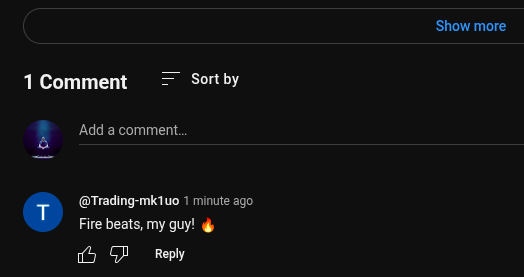 Show more
1 Comment Sort by
Add a comment…
T
@Trading-mk1uo 1 minute ago
Fire beats, my guy! 🔥
Reply